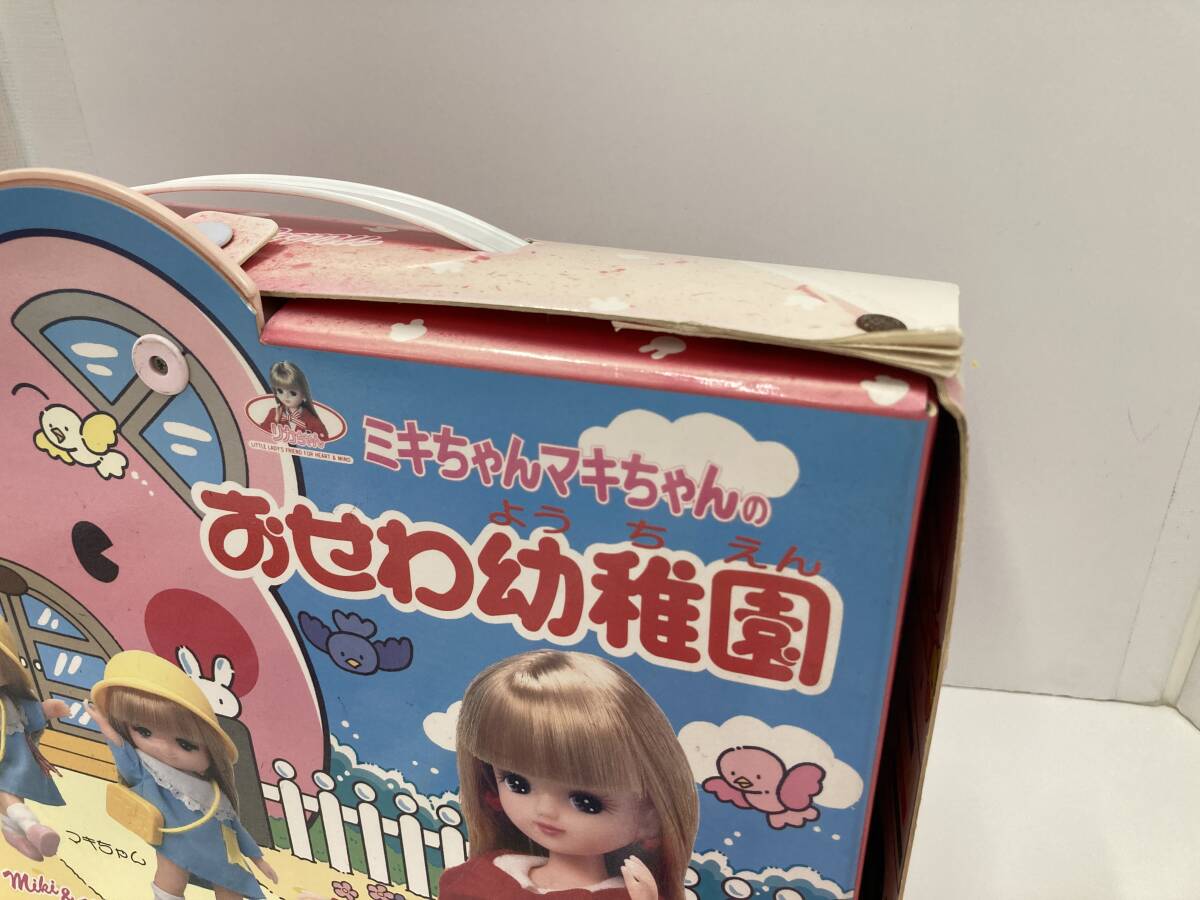 リカちゃん
LITTLE LADY'S FRIEND FOR HEART & MIND
ミキちゃんマキちゃんの
ようちえん
おせわ幼稚園
Miki &